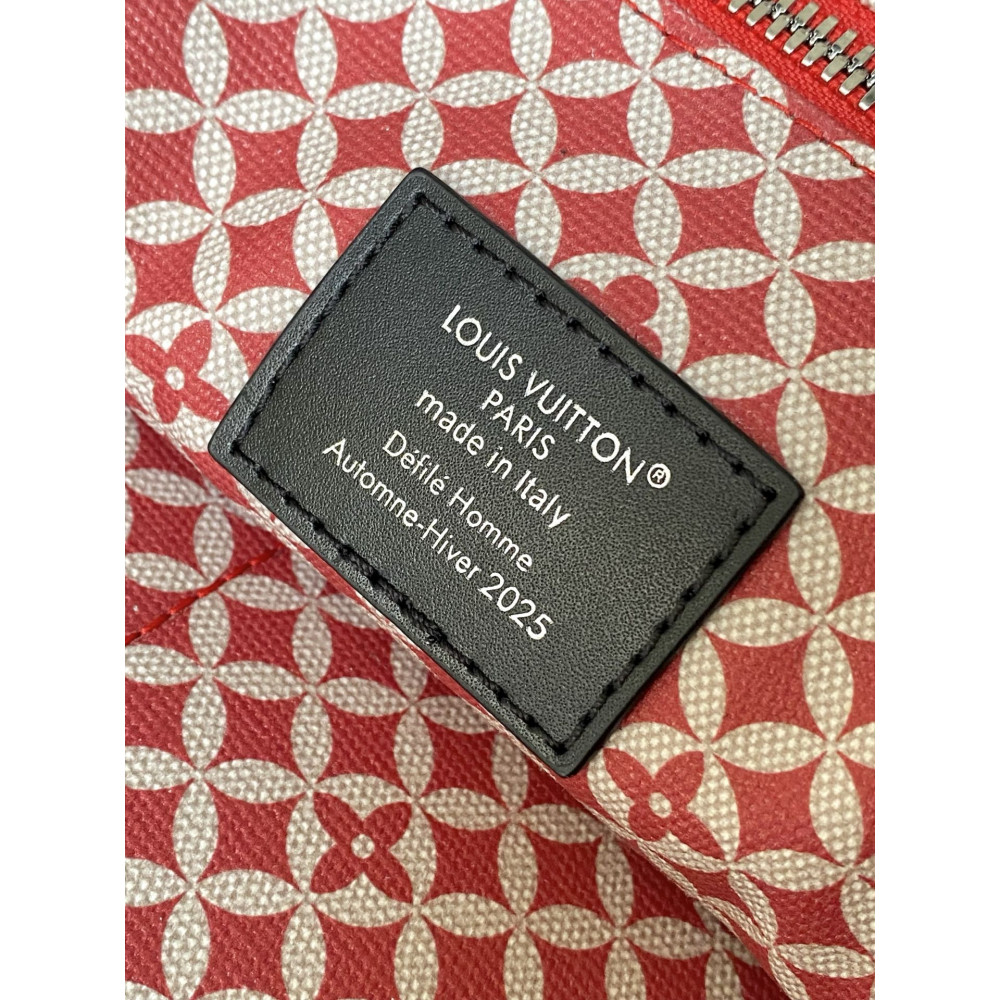 LOUIS VUITTON®
PARIS
made in Italy
Défilé Homme
Automne-Hiver 2025